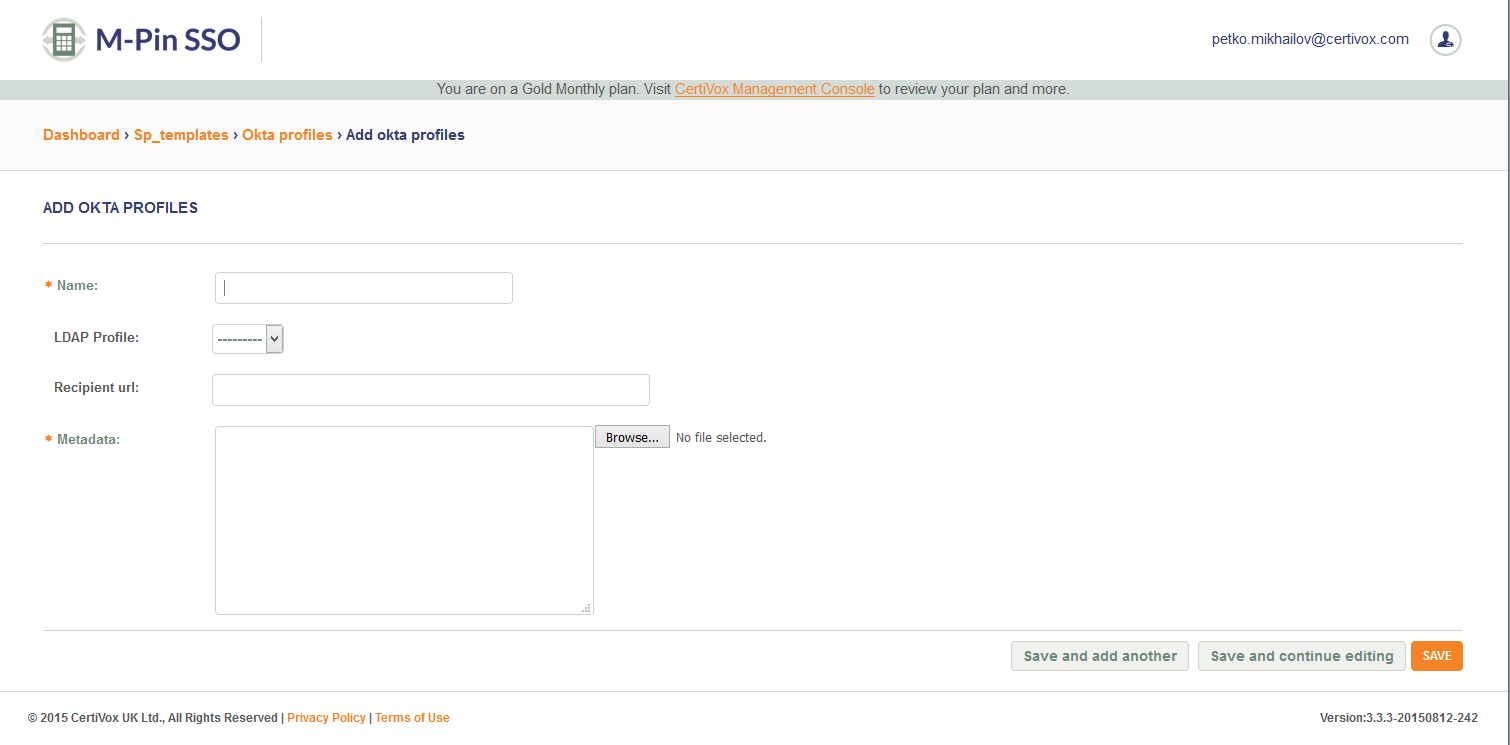 M-Pin SSO
petko.mikhailov@certivox.com
You are on a Gold Monthly plan. Visit CertiVox Management Console to review your plan and more.
Dashboard › Sp_templates › Okta profiles › Add okta profiles
ADD OKTA PROFILES
* Name:
LDAP Profile: ---------
Recipient url:
* Metadata: Browse... No file selected.
Save and add another Save and continue editing SAVE
© 2015 CertiVox UK Ltd., All Rights Reserved | Privacy Policy | Terms of Use Version:3.3.3-20150812-242